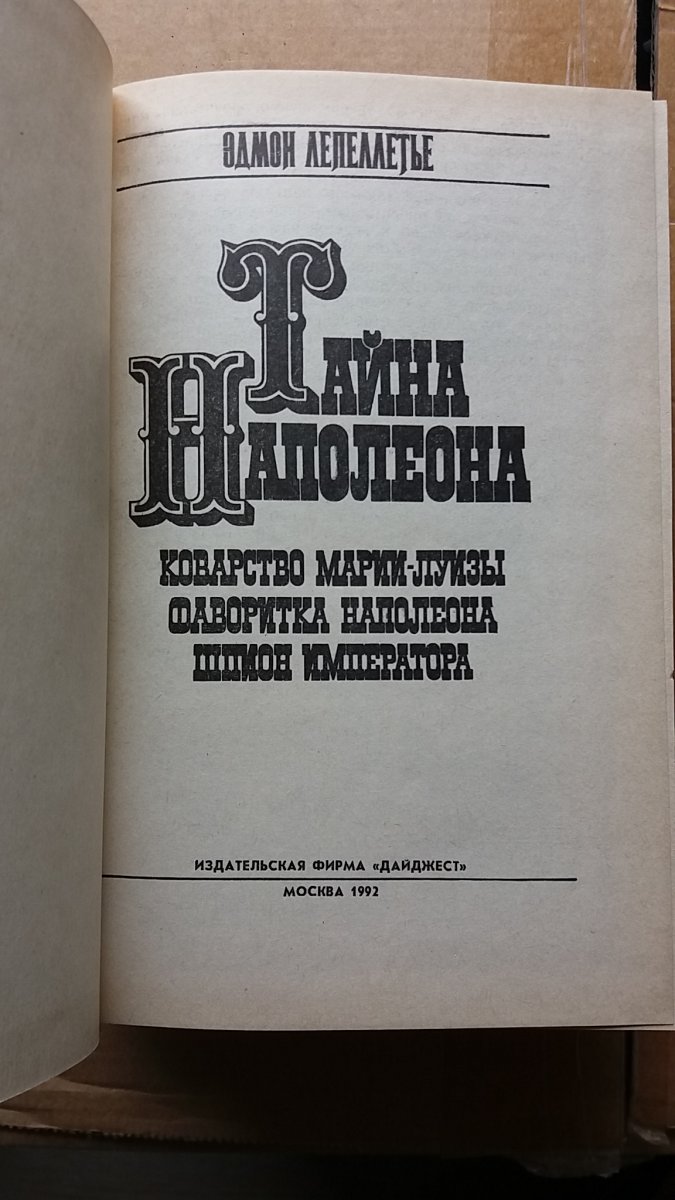 ЭДМОН ЛЕПЕЛЛЕТЬЕ
ТАЙНА
НАПОЛЕОНА
КОВАРСТВО МАРИИ-ЛУИЗЫ
ФАВОРИТКА НАПОЛЕОНА
ШПИОН ИМПЕРАТОРА
ИЗДАТЕЛЬСКАЯ ФИРМА «ДАЙДЖЕСТ»
МОСКВА 1992